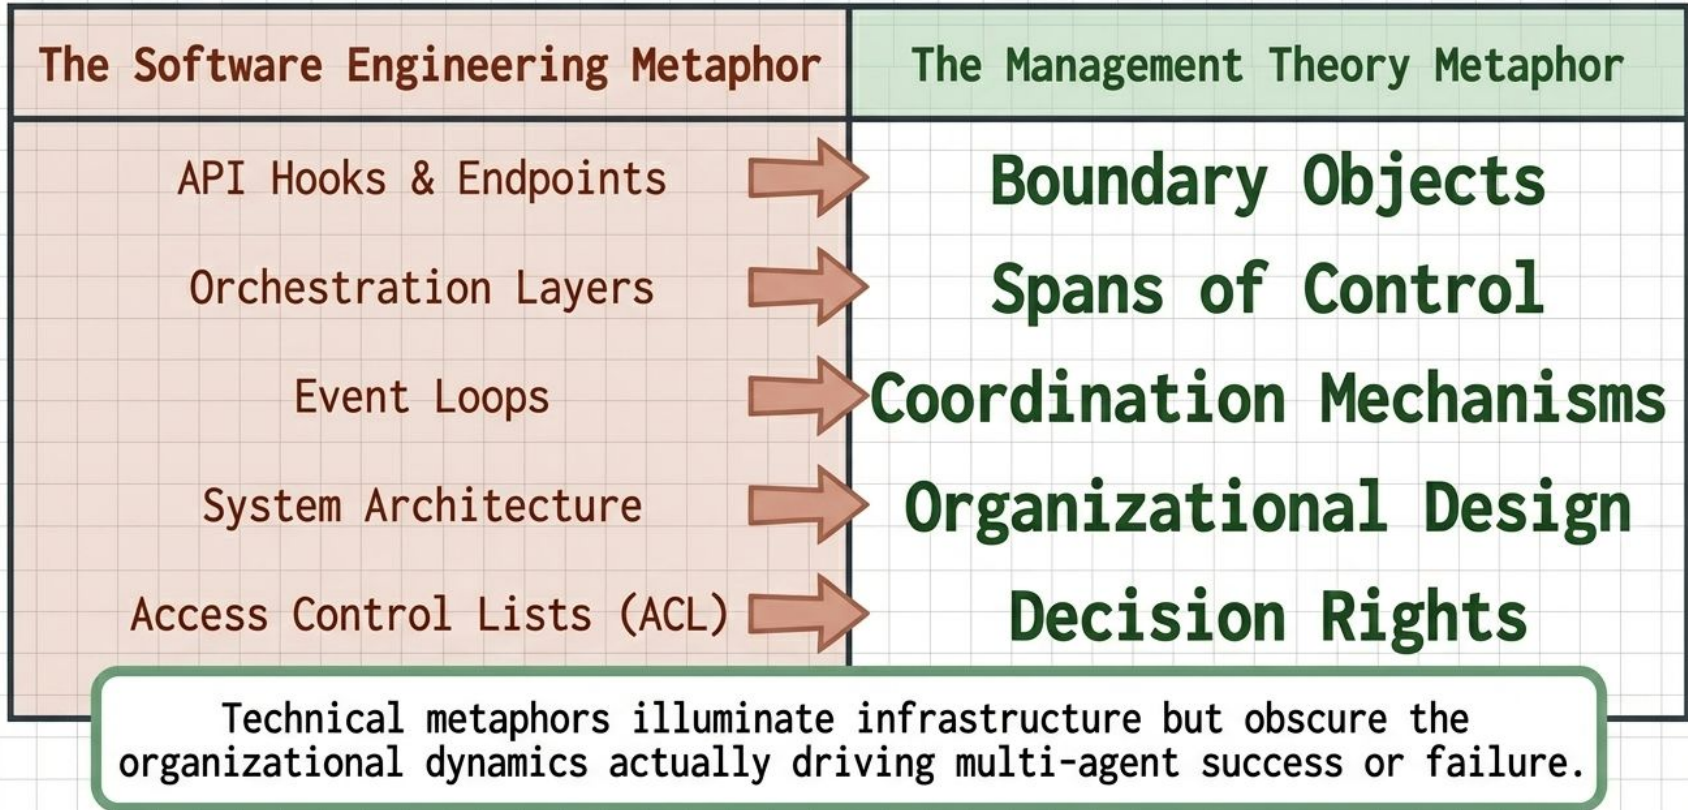 The Software Engineering Metaphor
The Management Theory Metaphor
API Hooks & Endpoints
Boundary Objects
Orchestration Layers
Spans of Control
Event Loops
Coordination Mechanisms
System Architecture
Organizational Design
Access Control Lists (ACL)
Decision Rights
Technical metaphors illuminate infrastructure but obscure the
organizational dynamics actually driving multi-agent success or failure.